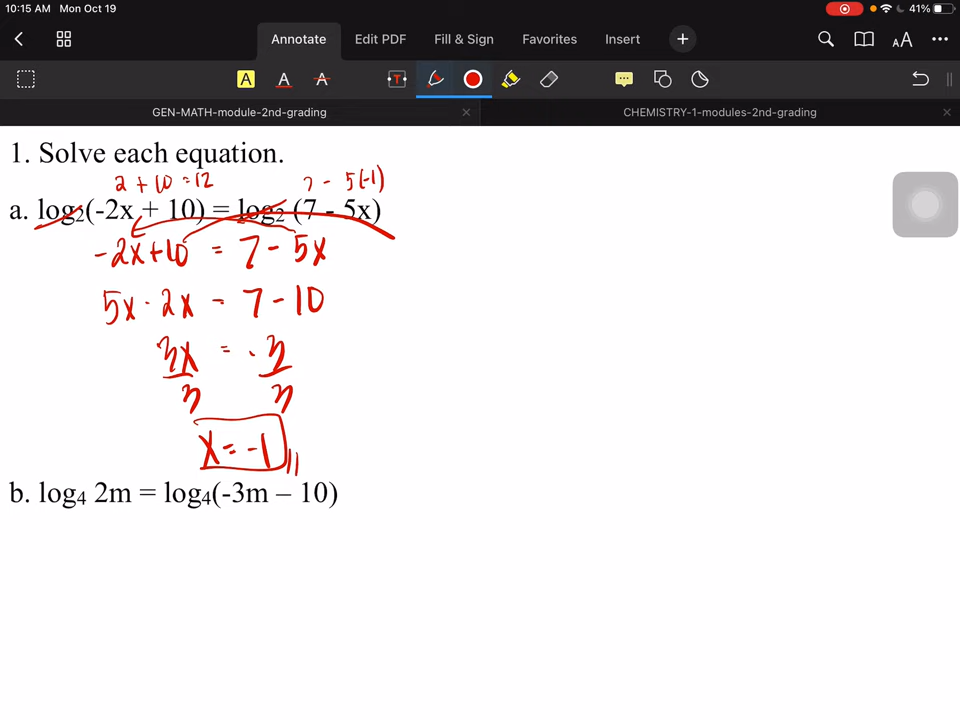 10:15 AM Mon Oct 19 41%
Annotate Edit PDF Fill & Sign Favorites Insert
AA
A A A T
GEN-MATH-module-2nd-grading CHEMISTRY-1-modules-2nd-grading
1. Solve each equation.
2 + 10 = 12 7 - 5(-1)
a. log₂(-2x + 10) = log₂ (7 - 5x)
-2x+10 = 7 - 5x
5x - 2x = 7 - 10
3x = -3
3 3
x = -1
b. log₄ 2m = log₄(-3m – 10)